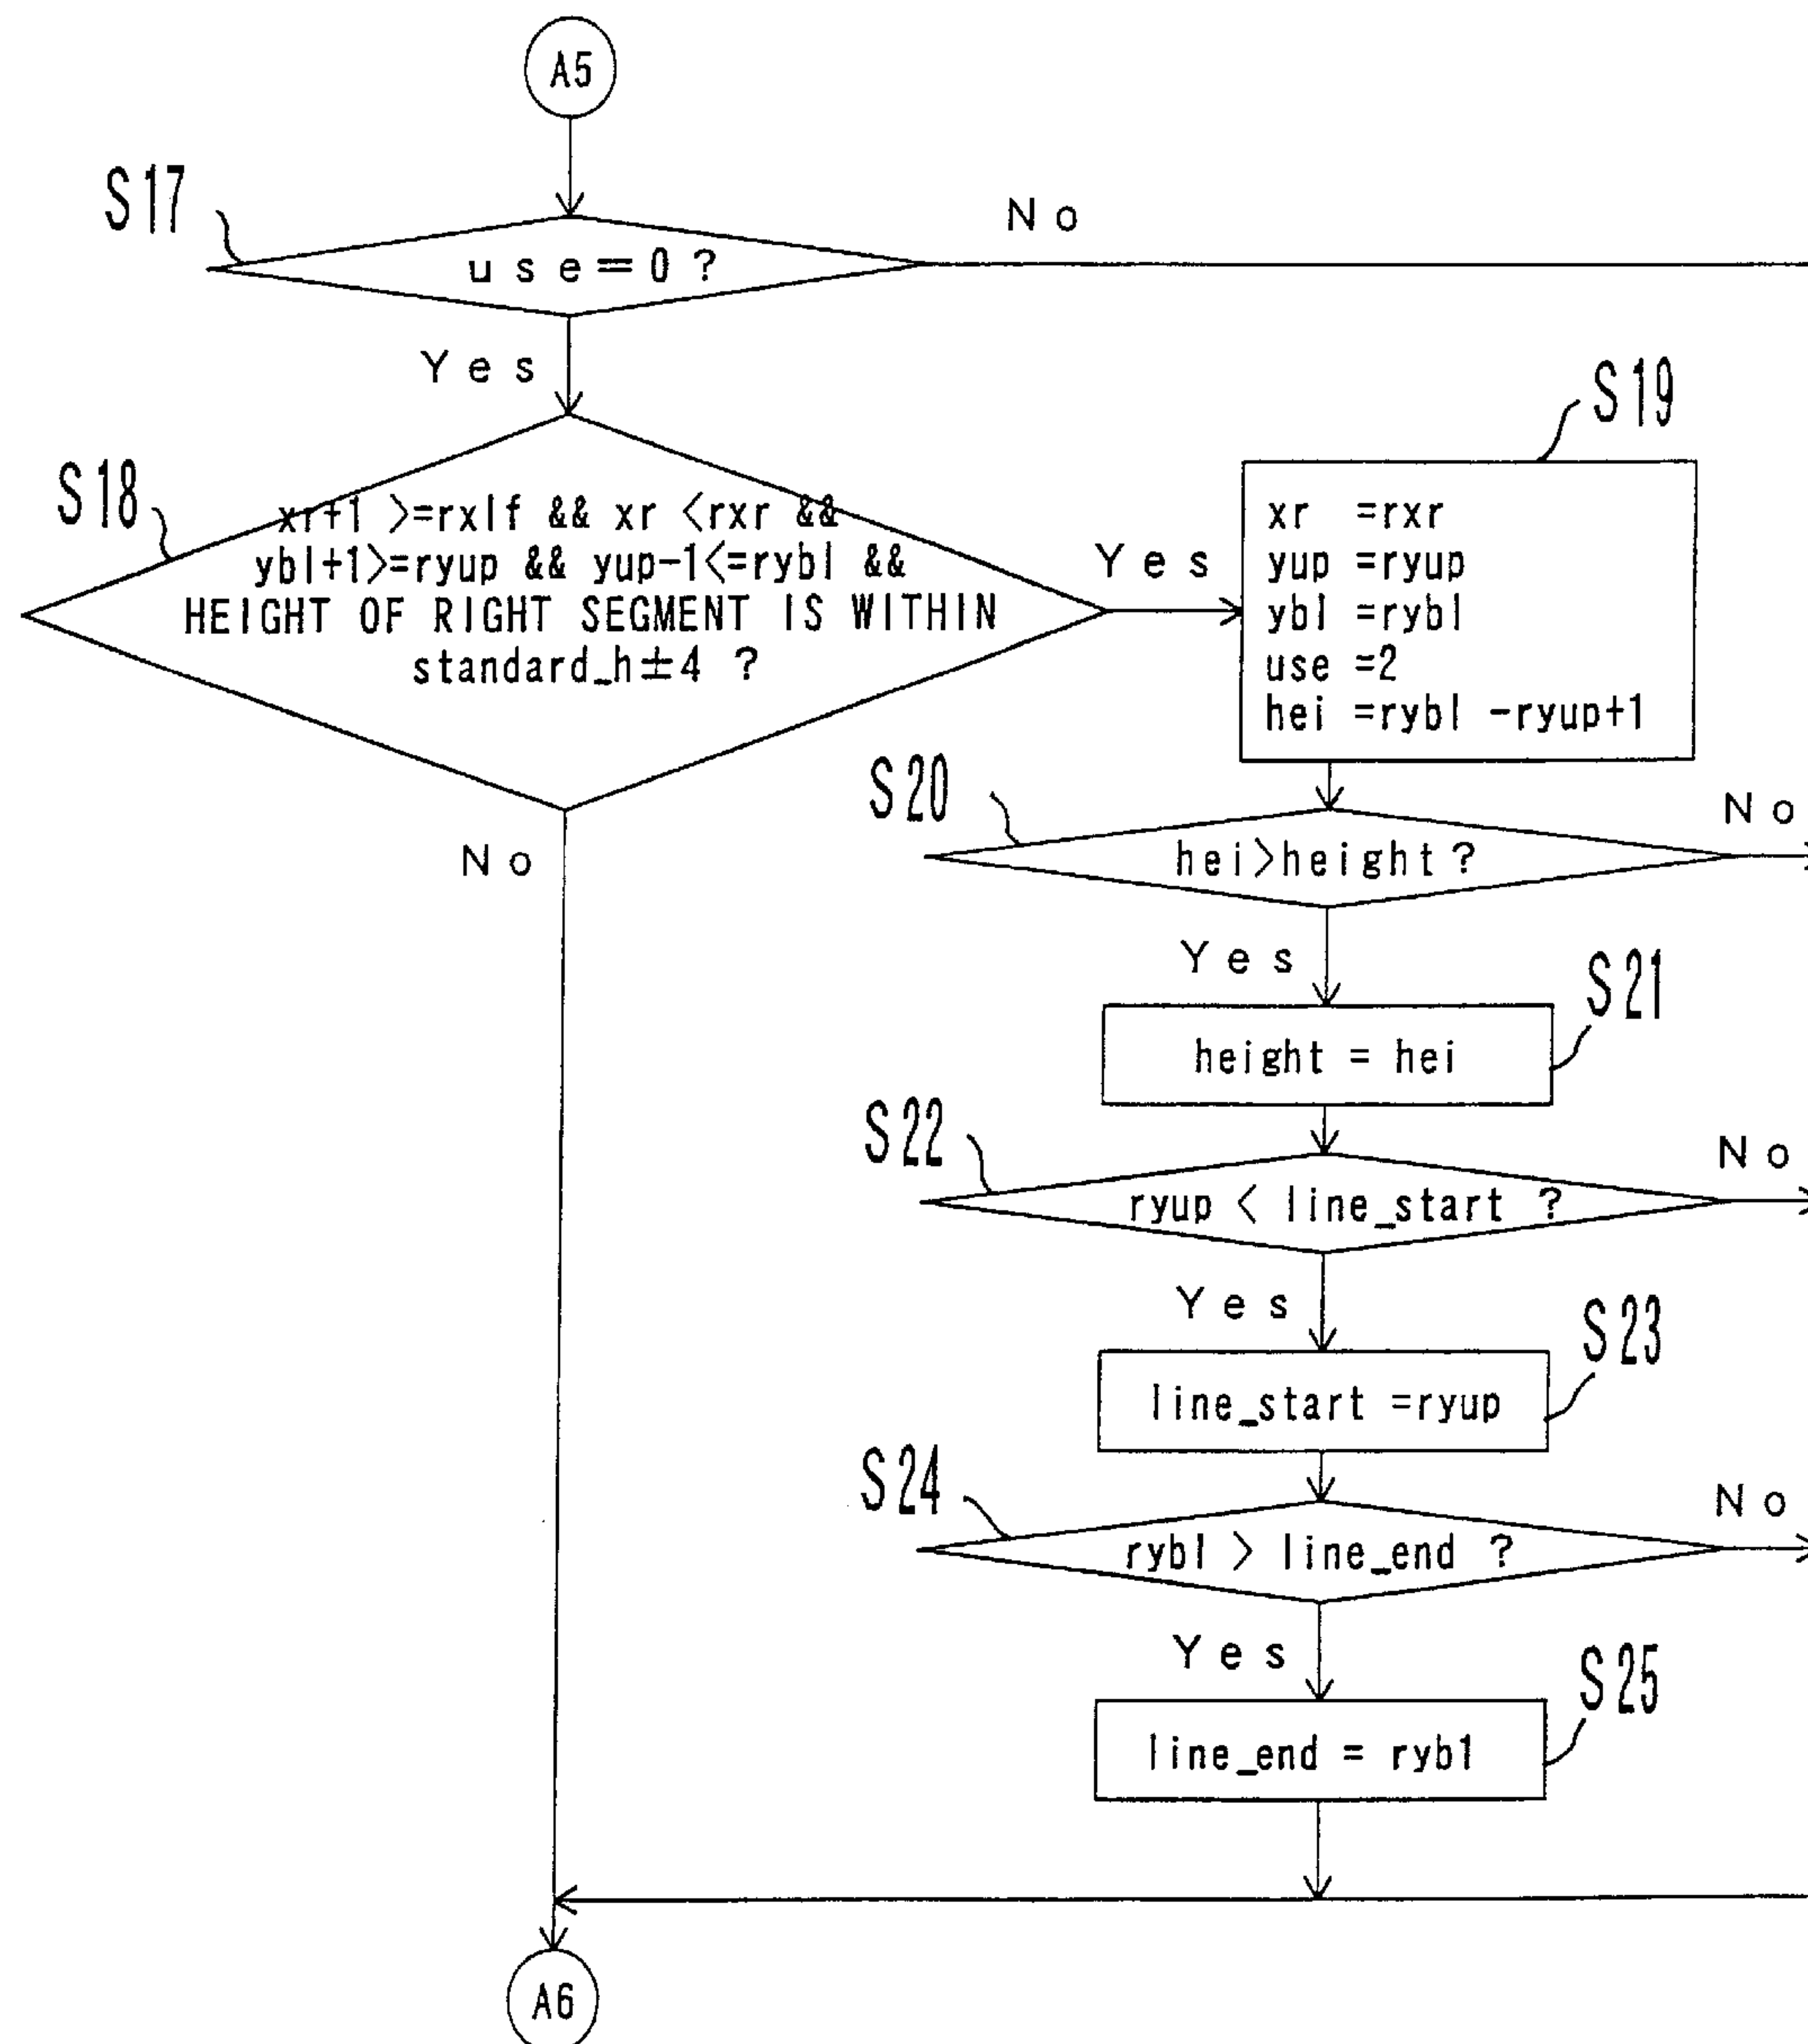 A5
S17
No
use=0 ?
Yes
S18
xr+1 >=rxlf && xr <rxr &&
ybl+1>=ryup && yup-1<=rybl &&
HEIGHT OF RIGHT SEGMENT IS WITHIN
standard_h±4 ?
Yes
No
S19
xr =rxr
yup =ryup
ybl =rybl
use =2
hei =rybl -ryup+1
S20
No
hei>height?
Yes
S21
height = hei
S22
No
ryup < line_start ?
Yes
S23
line_start =ryup
S24
No
rybl > line_end ?
Yes
S25
line_end = ryb1
A6